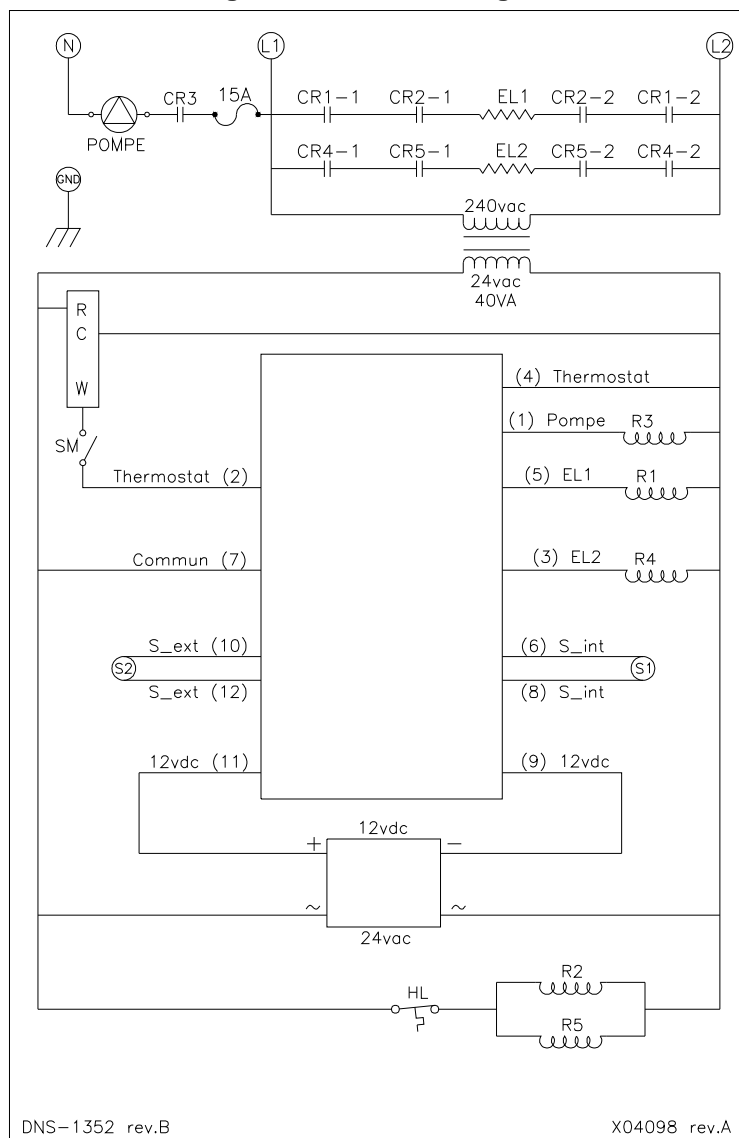 N L1 L2
CR3 15A CR1-1 CR2-1 EL1 CR2-2 CR1-2
POMPE
CR4-1 CR5-1 EL2 CR5-2 CR4-2
GND
240vac
24vac
40VA
R
C
W
(4) Thermostat
(1) Pompe R3
SM
Thermostat (2) (5) EL1 R1
Commun (7) (3) EL2 R4
S_ext (10) (6) S_int
S2 S1
S_ext (12) (8) S_int
12vdc (11) (9) 12vdc
12vdc
+ −
~ ~
24vac
R2
HL
R5
DNS-1352 rev.B X04098 rev.A